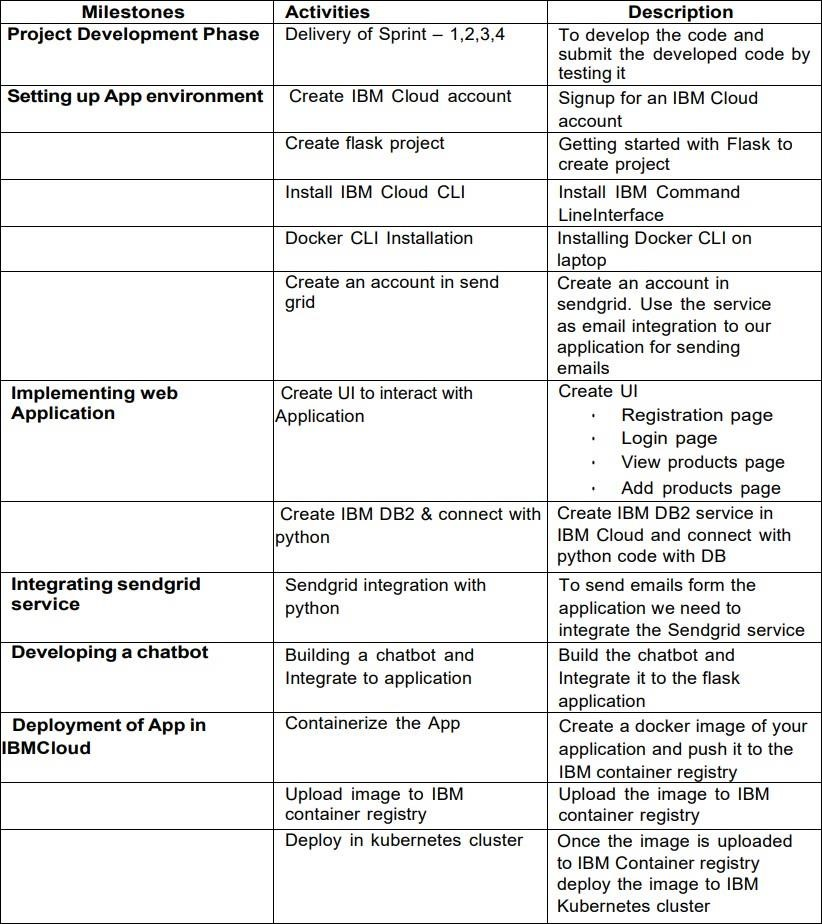 Milestones Activities Description
Project Development Phase
Delivery of Sprint – 1,2,3,4
To develop the code and
submit the developed code by
testing it
Setting up App environment
Create IBM Cloud account
Signup for an IBM Cloud
account
Create flask project
Getting started with Flask to
create project
Install IBM Cloud CLI
Install IBM Command
LineInterface
Docker CLI Installation
Installing Docker CLI on
laptop
Create an account in send
grid
Create an account in
sendgrid. Use the service
as email integration to our
application for sending
emails
Implementing web
Application
Create UI to interact with
Application
Create UI
· Registration page
· Login page
· View products page
· Add products page
Create IBM DB2 & connect with
python
Create IBM DB2 service in
IBM Cloud and connect with
python code with DB
Integrating sendgrid
service
Sendgrid integration with
python
To send emails form the
application we need to
integrate the Sendgrid service
Developing a chatbot
Building a chatbot and
Integrate to application
Build the chatbot and
Integrate it to the flask
application
Deployment of App in
IBMCloud
Containerize the App
Create a docker image of your
application and push it to the
IBM container registry
Upload image to IBM
container registry
Upload the image to IBM
container registry
Deploy in kubernetes cluster
Once the image is uploaded
to IBM Container registry
deploy the image to IBM
Kubernetes cluster